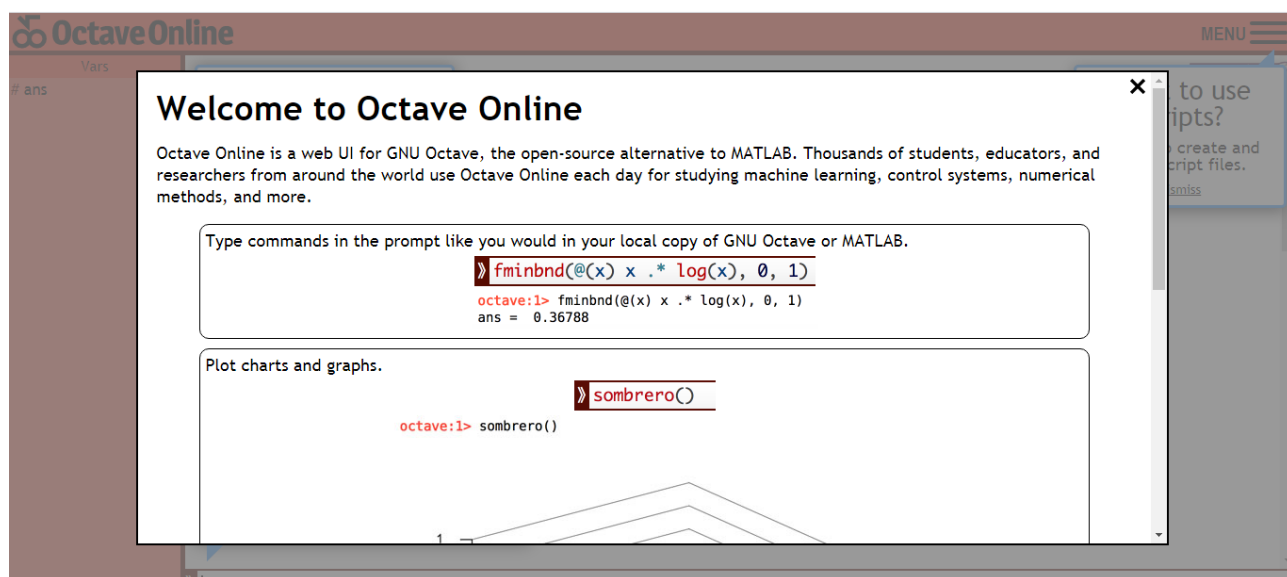 Octave Online
MENU
Vars
# ans
Welcome to Octave Online
Octave Online is a web UI for GNU Octave, the open-source alternative to MATLAB. Thousands of students, educators, and
researchers from around the world use Octave Online each day for studying machine learning, control systems, numerical
methods, and more.
Type commands in the prompt like you would in your local copy of GNU Octave or MATLAB.
» fminbnd(@(x) x .* log(x), 0, 1)
octave:1> fminbnd(@(x) x .* log(x), 0, 1)
ans = 0.36788
Plot charts and graphs.
» sombrero()
octave:1> sombrero()
1
to use
create and